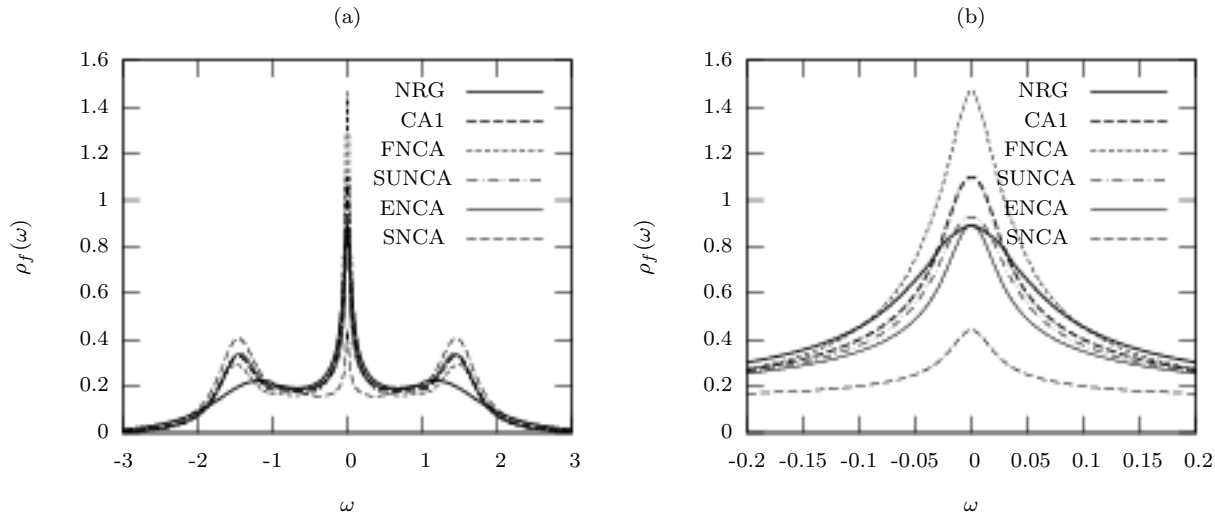 (a)
1.6
1.4
1.2
1
0.8
0.6
0.4
0.2
0
ρf(ω)
NRG
CA1
FNCA
SUNCA
ENCA
SNCA
-3 -2 -1 0 1 2 3
ω
(b)
1.6
1.4
1.2
1
0.8
0.6
0.4
0.2
0
ρf(ω)
NRG
CA1
FNCA
SUNCA
ENCA
SNCA
-0.2 -0.15 -0.1 -0.05 0 0.05 0.1 0.15 0.2
ω